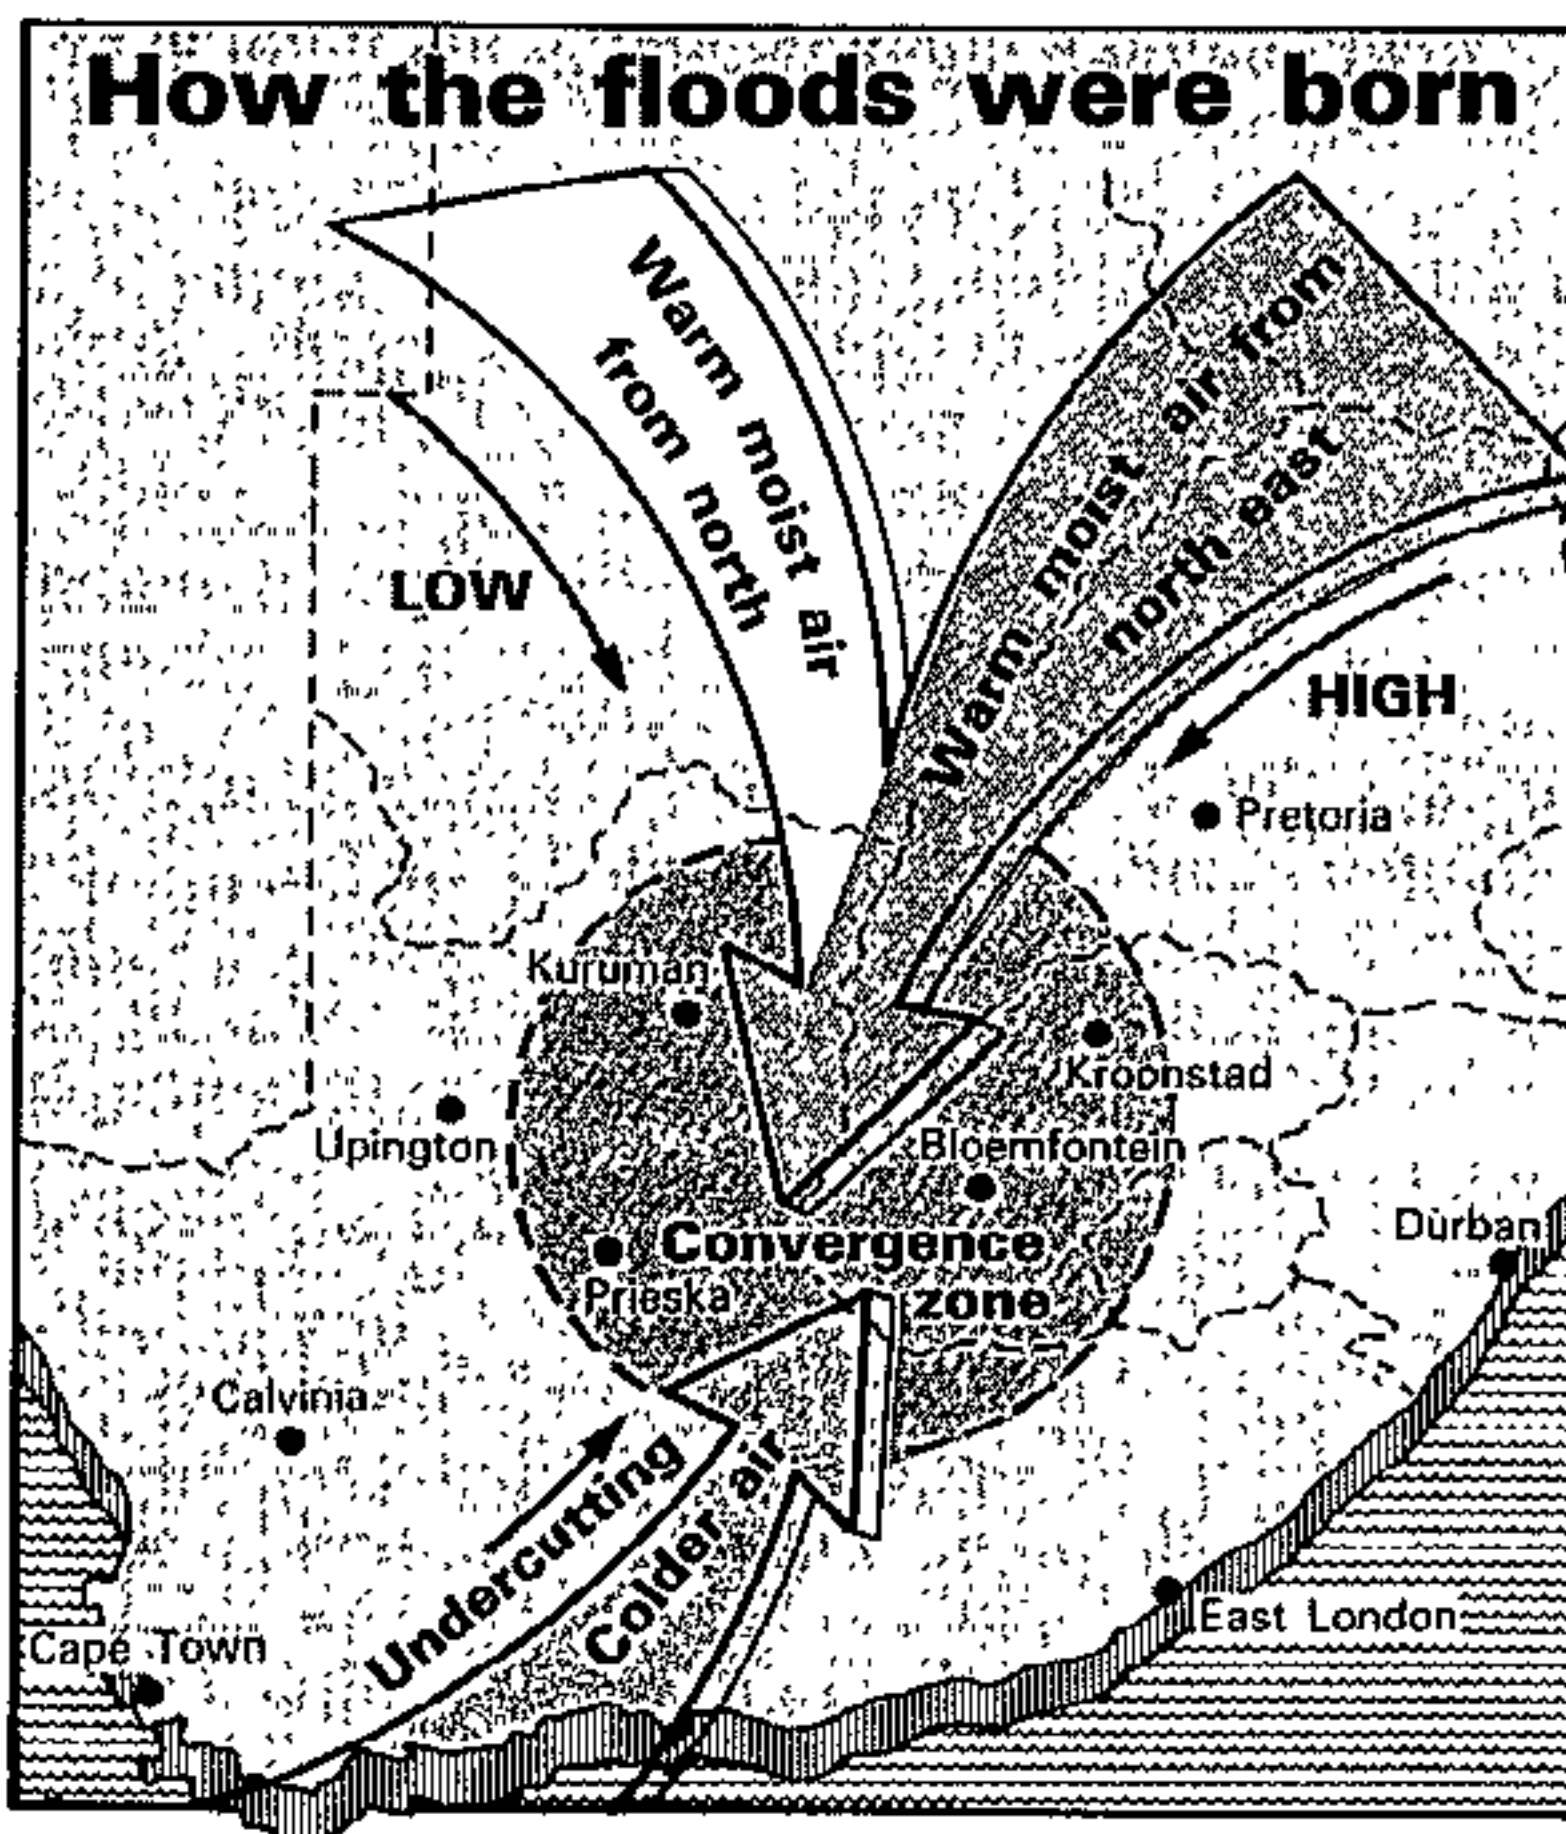 How the floods were born
Warm moist air
from north
Warm moist air from
north east
LOW
HIGH
Pretoria
Kuruman
Kroonstad
Upington
Bloemfontein
Durban
Convergence
zone
Prieska
Calvinia
Undercutting
Colder air
East London
Cape Town